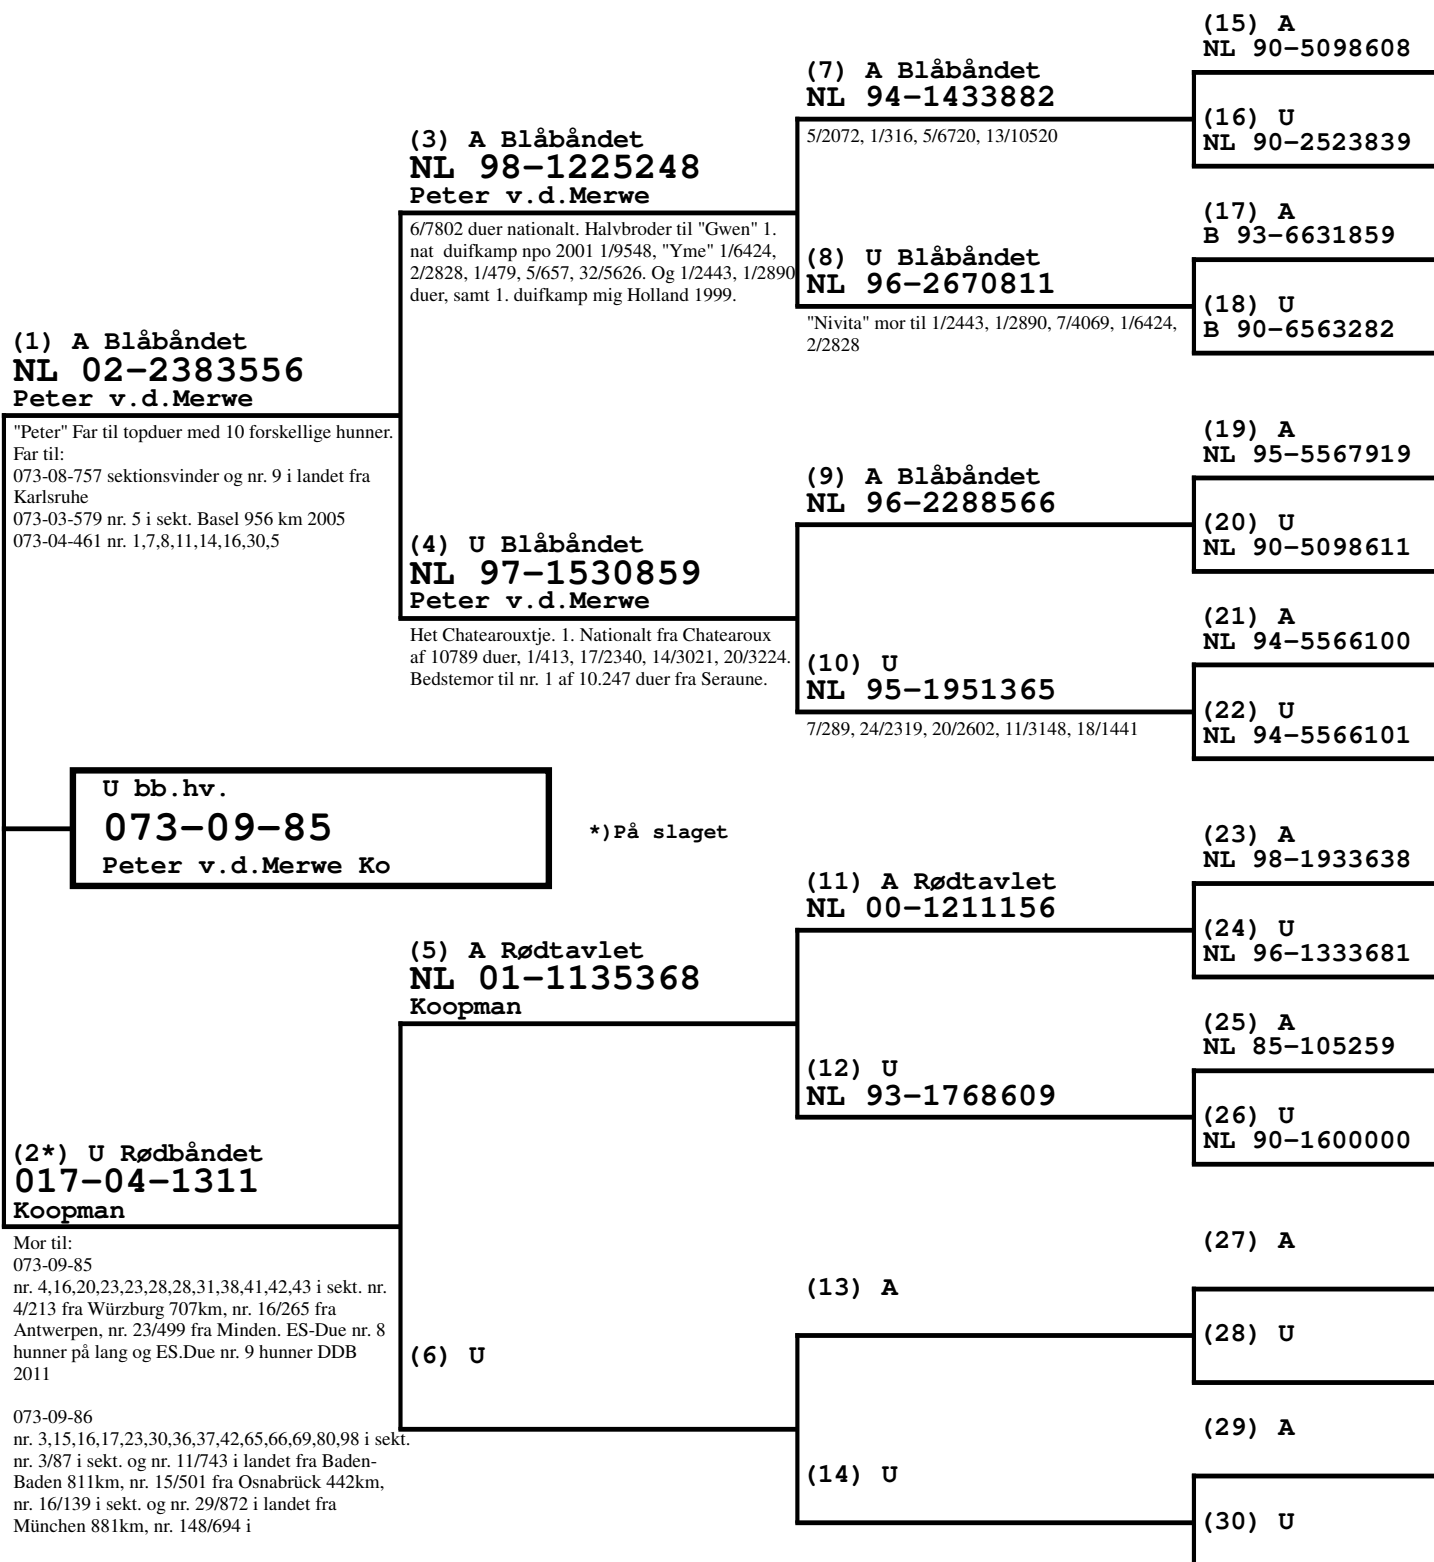 (1) A Blåbåndet
NL 02-2383556
Peter v.d.Merwe
"Peter" Far til topduer med 10 forskellige hunner.
Far til:
073-08-757 sektionsvinder og nr. 9 i landet fra
Karlsruhe
073-03-579 nr. 5 i sekt. Basel 956 km 2005
073-04-461 nr. 1,7,8,11,14,16,30,5
U bb.hv.
073-09-85
Peter v.d.Merwe Ko
*)På slaget
(2*) U Rødbåndet
017-04-1311
Koopman
Mor til:
073-09-85
nr. 4,16,20,23,23,28,28,31,38,41,42,43 i sekt. nr.
4/213 fra Würzburg 707km, nr. 16/265 fra
Antwerpen, nr. 23/499 fra Minden. ES-Due nr. 8
hunner på lang og ES.Due nr. 9 hunner DDB
2011
073-09-86
nr. 3,15,16,17,23,30,36,37,42,65,66,69,80,98 i sekt.
nr. 3/87 i sekt. og nr. 11/743 i landet fra Baden-
Baden 811km, nr. 15/501 fra Osnabrück 442km,
nr. 16/139 i sekt. og nr. 29/872 i landet fra
München 881km, nr. 148/694 i
(3) A Blåbåndet
NL 98-1225248
Peter v.d.Merwe
6/7802 duer nationalt. Halvbroder til "Gwen" 1.
nat  duifkamp npo 2001 1/9548, "Yme" 1/6424,
2/2828, 1/479, 5/657, 32/5626. Og 1/2443, 1/2890
duer, samt 1. duifkamp mig Holland 1999.
(4) U Blåbåndet
NL 97-1530859
Peter v.d.Merwe
Het Chatearouxtje. 1. Nationalt fra Chatearoux
af 10789 duer, 1/413, 17/2340, 14/3021, 20/3224.
Bedstemor til nr. 1 af 10.247 duer fra Seraune.
(5) A Rødtavlet
NL 01-1135368
Koopman
(6) U
(7) A Blåbåndet
NL 94-1433882
5/2072, 1/316, 5/6720, 13/10520
(8) U Blåbåndet
NL 96-2670811
"Nivita" mor til 1/2443, 1/2890, 7/4069, 1/6424,
2/2828
(9) A Blåbåndet
NL 96-2288566
(10) U
NL 95-1951365
7/289, 24/2319, 20/2602, 11/3148, 18/1441
(11) A Rødtavlet
NL 00-1211156
(12) U
NL 93-1768609
(13) A
(14) U
(15) A
NL 90-5098608
(16) U
NL 90-2523839
(17) A
B 93-6631859
(18) U
B 90-6563282
(19) A
NL 95-5567919
(20) U
NL 90-5098611
(21) A
NL 94-5566100
(22) U
NL 94-5566101
(23) A
NL 98-1933638
(24) U
NL 96-1333681
(25) A
NL 85-105259
(26) U
NL 90-1600000
(27) A
(28) U
(29) A
(30) U